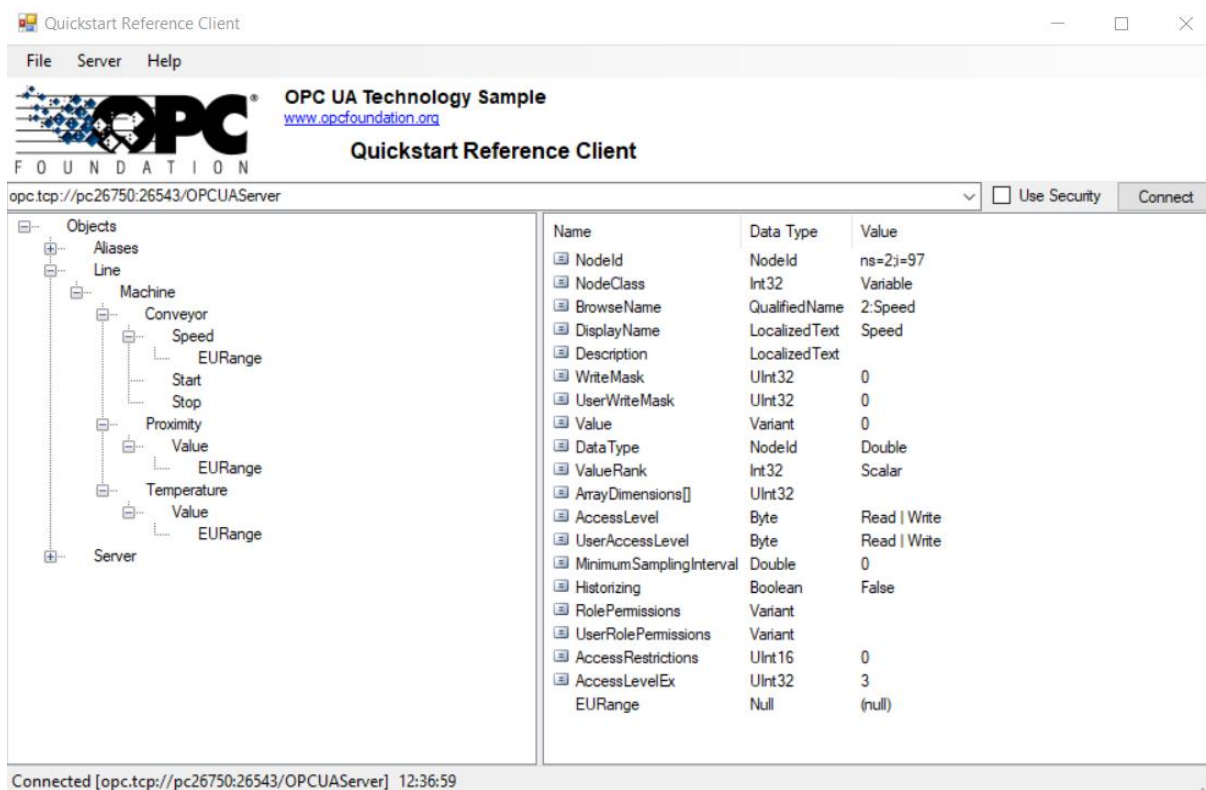 Quickstart Reference Client
File Server Help
OPC®
FOUNDATION
OPC UA Technology Sample
www.opcfoundation.org
Quickstart Reference Client
opc.tcp://pc26750:26543/OPCUAServer Use Security Connect
Objects
Aliases
Line
Machine
Conveyor
Speed
EURange
Start
Stop
Proximity
Value
EURange
Temperature
Value
EURange
Server
Name Data Type Value
NodeId NodeId ns=2;i=97
NodeClass Int32 Variable
BrowseName QualifiedName 2:Speed
DisplayName LocalizedText Speed
Description LocalizedText
WriteMask UInt32 0
UserWriteMask UInt32 0
Value Variant 0
DataType NodeId Double
ValueRank Int32 Scalar
ArrayDimensions[] UInt32
AccessLevel Byte Read | Write
UserAccessLevel Byte Read | Write
MinimumSamplingInterval Double 0
Historizing Boolean False
RolePermissions Variant
UserRolePermissions Variant
AccessRestrictions UInt16 0
AccessLevelEx UInt32 3
EURange Null (null)
Connected [opc.tcp://pc26750:26543/OPCUAServer] 12:36:59